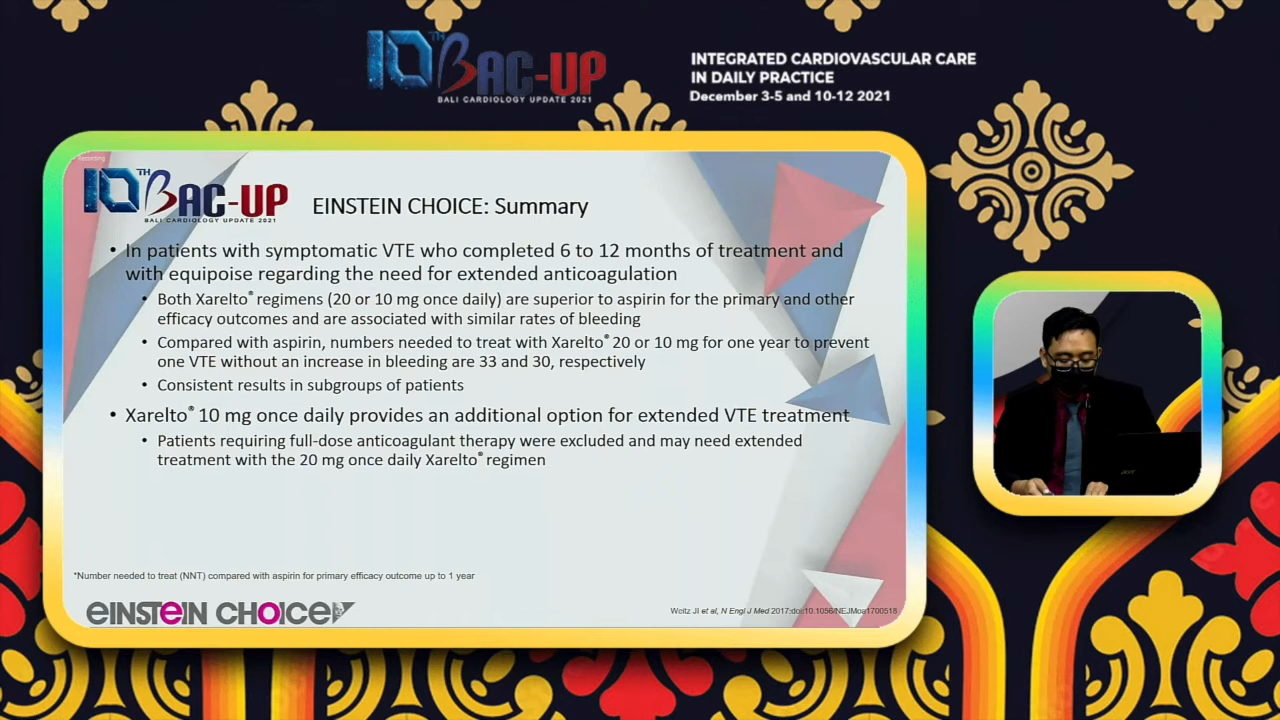 10TH BAC-UP
BALI CARDIOLOGY UPDATE 2021
INTEGRATED CARDIOVASCULAR CARE
IN DAILY PRACTICE
December 3-5 and 10-12 2021
Recording
10TH BAC-UP
BALI CARDIOLOGY UPDATE 2021
EINSTEIN CHOICE: Summary
• In patients with symptomatic VTE who completed 6 to 12 months of treatment and
with equipoise regarding the need for extended anticoagulation
• Both Xarelto® regimens (20 or 10 mg once daily) are superior to aspirin for the primary and other
efficacy outcomes and are associated with similar rates of bleeding
• Compared with aspirin, numbers needed to treat with Xarelto® 20 or 10 mg for one year to prevent
one VTE without an increase in bleeding are 33 and 30, respectively
• Consistent results in subgroups of patients
• Xarelto® 10 mg once daily provides an additional option for extended VTE treatment
• Patients requiring full-dose anticoagulant therapy were excluded and may need extended
treatment with the 20 mg once daily Xarelto® regimen
*Number needed to treat (NNT) compared with aspirin for primary efficacy outcome up to 1 year
EINSTEIN CHOICE
Weitz JI et al, N Engl J Med 2017:doi:10.1056/NEJMoa1700518
acer